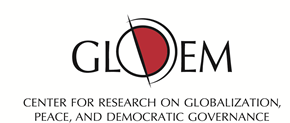 GLODEM
CENTER FOR RESEARCH ON GLOBALIZATION,
PEACE, AND DEMOCRATIC GOVERNANCE